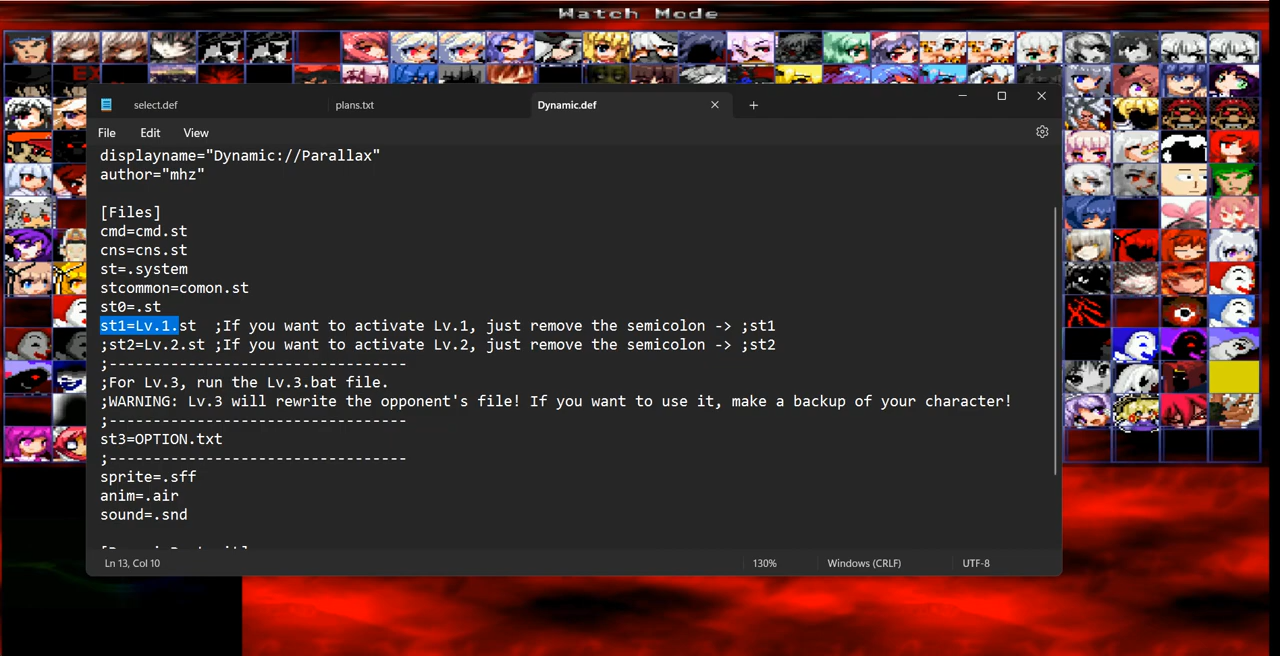 Watch Mode
EX
select.def
plans.txt
Dynamic.def
File
Edit
View
displayname="Dynamic://Parallax"
author="mhz"
[Files]
cmd=cmd.st
cns=cns.st
st=.system
stcommon=comon.st
st0=.st
st1=Lv.1.st  ;If you want to activate Lv.1, just remove the semicolon -> ;st1
;st2=Lv.2.st ;If you want to activate Lv.2, just remove the semicolon -> ;st2
;----------------------------------
;For Lv.3, run the Lv.3.bat file.
;WARNING: Lv.3 will rewrite the opponent's file! If you want to use it, make a backup of your character!
;----------------------------------
st3=OPTION.txt
;----------------------------------
sprite=.sff
anim=.air
sound=.snd
Ln 13, Col 10
130%
Windows (CRLF)
UTF-8